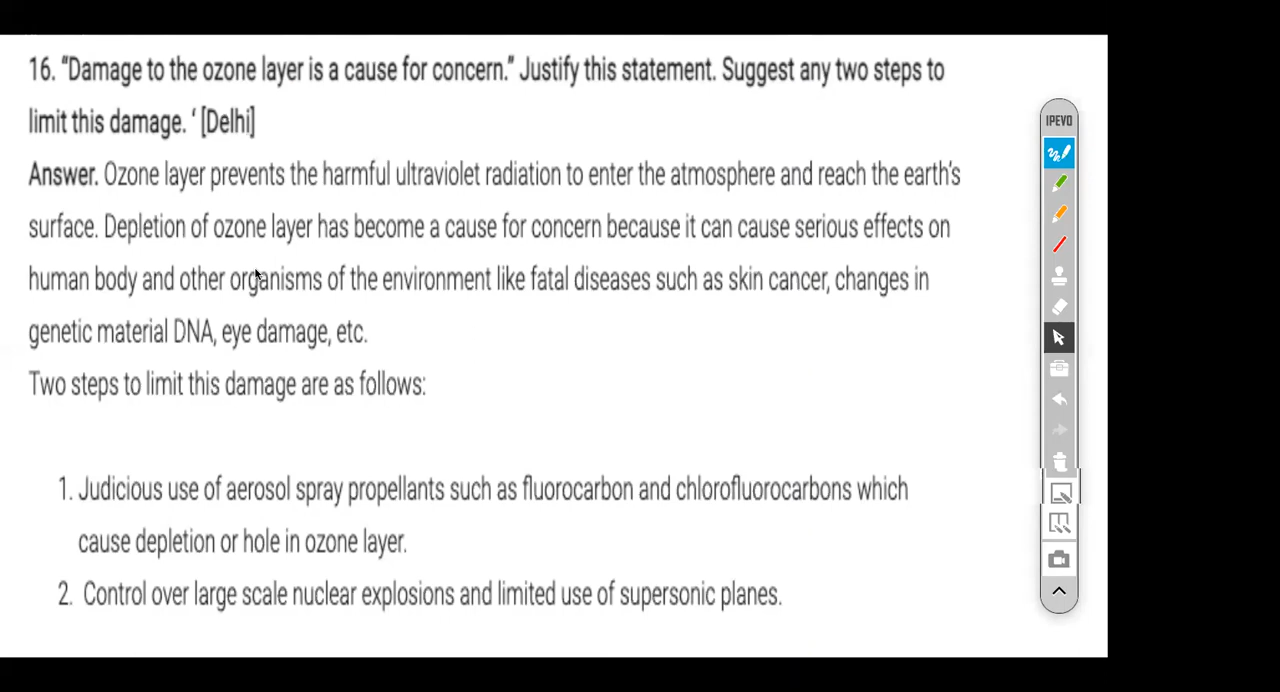 16. “Damage to the ozone layer is a cause for concern.” Justify this statement. Suggest any two steps to
limit this damage. ‘ [Delhi]
Answer. Ozone layer prevents the harmful ultraviolet radiation to enter the atmosphere and reach the earth’s
surface. Depletion of ozone layer has become a cause for concern because it can cause serious effects on
human body and other organisms of the environment like fatal diseases such as skin cancer, changes in
genetic material DNA, eye damage, etc.
Two steps to limit this damage are as follows:
1. Judicious use of aerosol spray propellants such as fluorocarbon and chlorofluorocarbons which
cause depletion or hole in ozone layer.
2. Control over large scale nuclear explosions and limited use of supersonic planes.
IPEVO